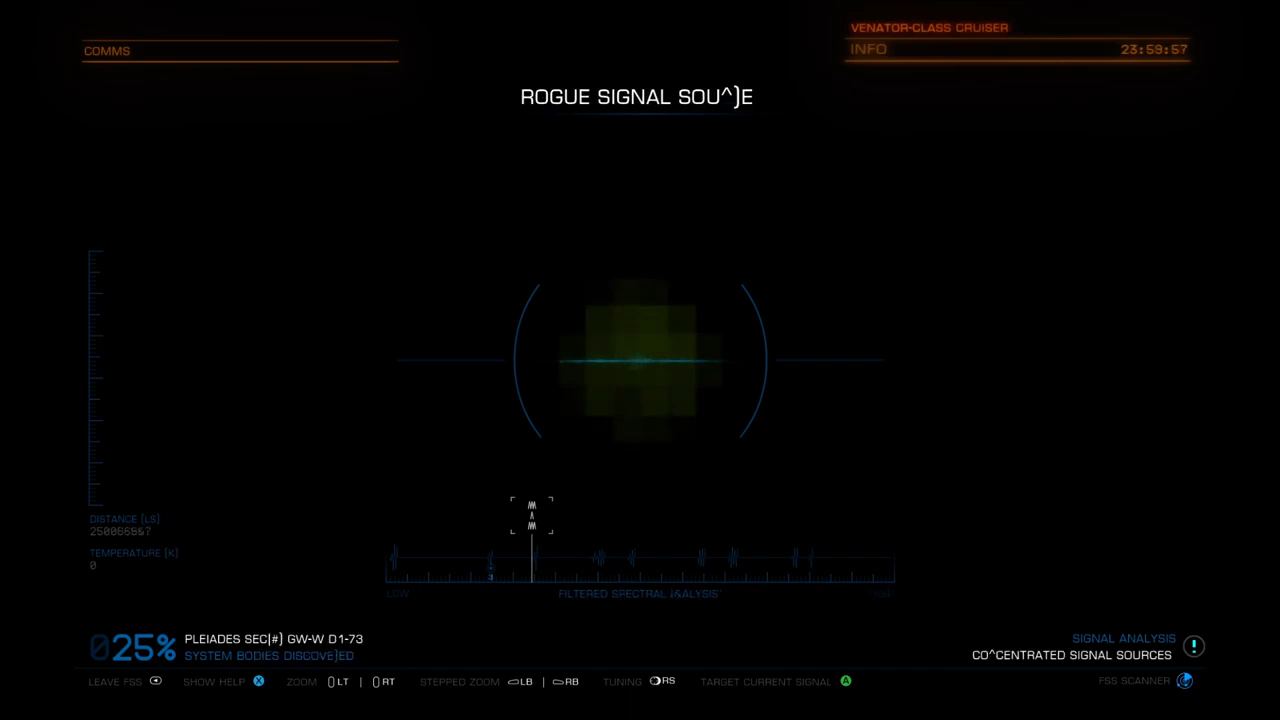 VENATOR-CLASS CRUISER
COMMS
INFO 23:59:57
ROGUE SIGNAL SOU^)E
DISTANCE [LS]
TEMPERATURE [K]
0
LOW
FILTERED SPECTRAL
025% PLEIADES SEC|#) GW-W D1-73
SYSTEM BODIES DISCOVE)ED
SIGNAL ANALYSIS
CO^CENTRATED SIGNAL SOURCES
LEAVE FSS SHOW HELP X ZOOM LT | RT STEPPED ZOOM LB | RB TUNING RS TARGET CURRENT SIGNAL A FSS SCANNER